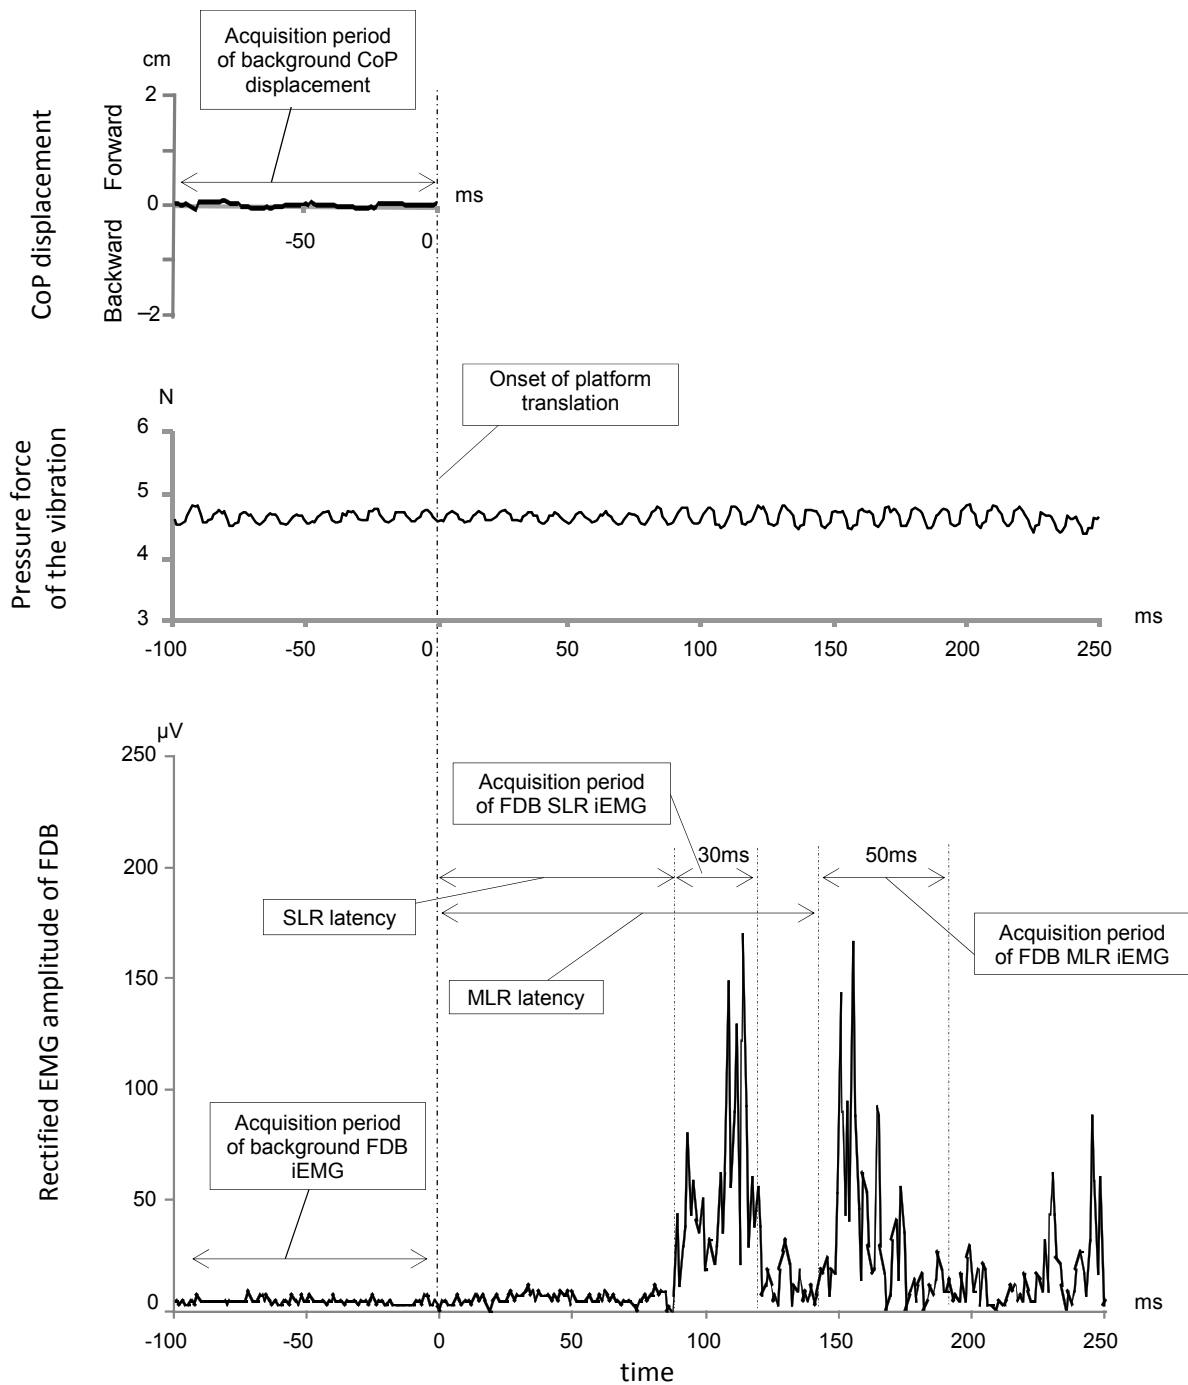 Acquisition period
of background CoP
displacement
cm
2
0
−2
Forward
Backward
CoP displacement
ms
-50
0
Onset of platform
translation
N
6
5
4
3
Pressure force
of the vibration
-100
-50
0
50
100
150
200
250
ms
µV
250
200
150
100
50
0
Rectified EMG amplitude of FDB
Acquisition period
of FDB SLR iEMG
30ms
50ms
SLR latency
MLR latency
Acquisition period
of FDB MLR iEMG
Acquisition period
of background FDB
iEMG
ms
-100
-50
0
50
100
150
200
250
time